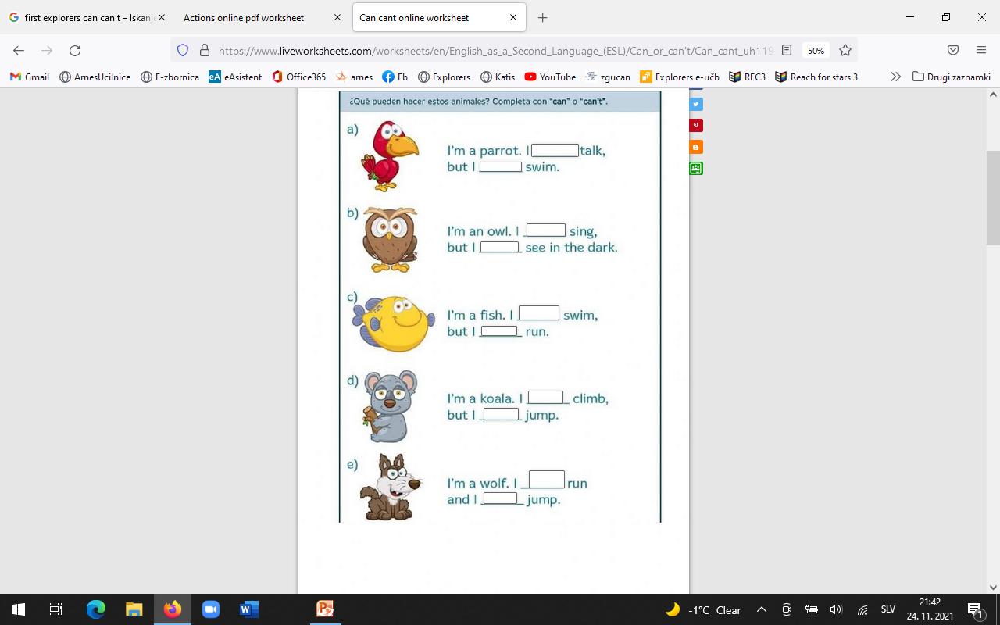 first explorers can can't – Iskanje
Actions online pdf worksheet
Can cant online worksheet
https://www.liveworksheets.com/worksheets/en/English_as_a_Second_Language_(ESL)/Can_or_can't/Can_cant_uh119
50%
Gmail
ArnesUcilnice
E-zbornica
eA eAsistent
Office365
arnes
Fb
Explorers
Katis
YouTube
zgucan
Explorers e-učb
RFC3
Reach for stars 3
Drugi zaznamki
¿Qué pueden hacer estos animales? Completa con "can" o "can't".
a)
I'm a parrot. I talk,
but I swim.
b)
I'm an owl. I sing,
but I see in the dark.
c)
I'm a fish. I swim,
but I run.
d)
I'm a koala. I climb,
but I jump.
e)
I'm a wolf. I run
and I jump.
-1°C Clear
SLV
21:42
24. 11. 2021
1